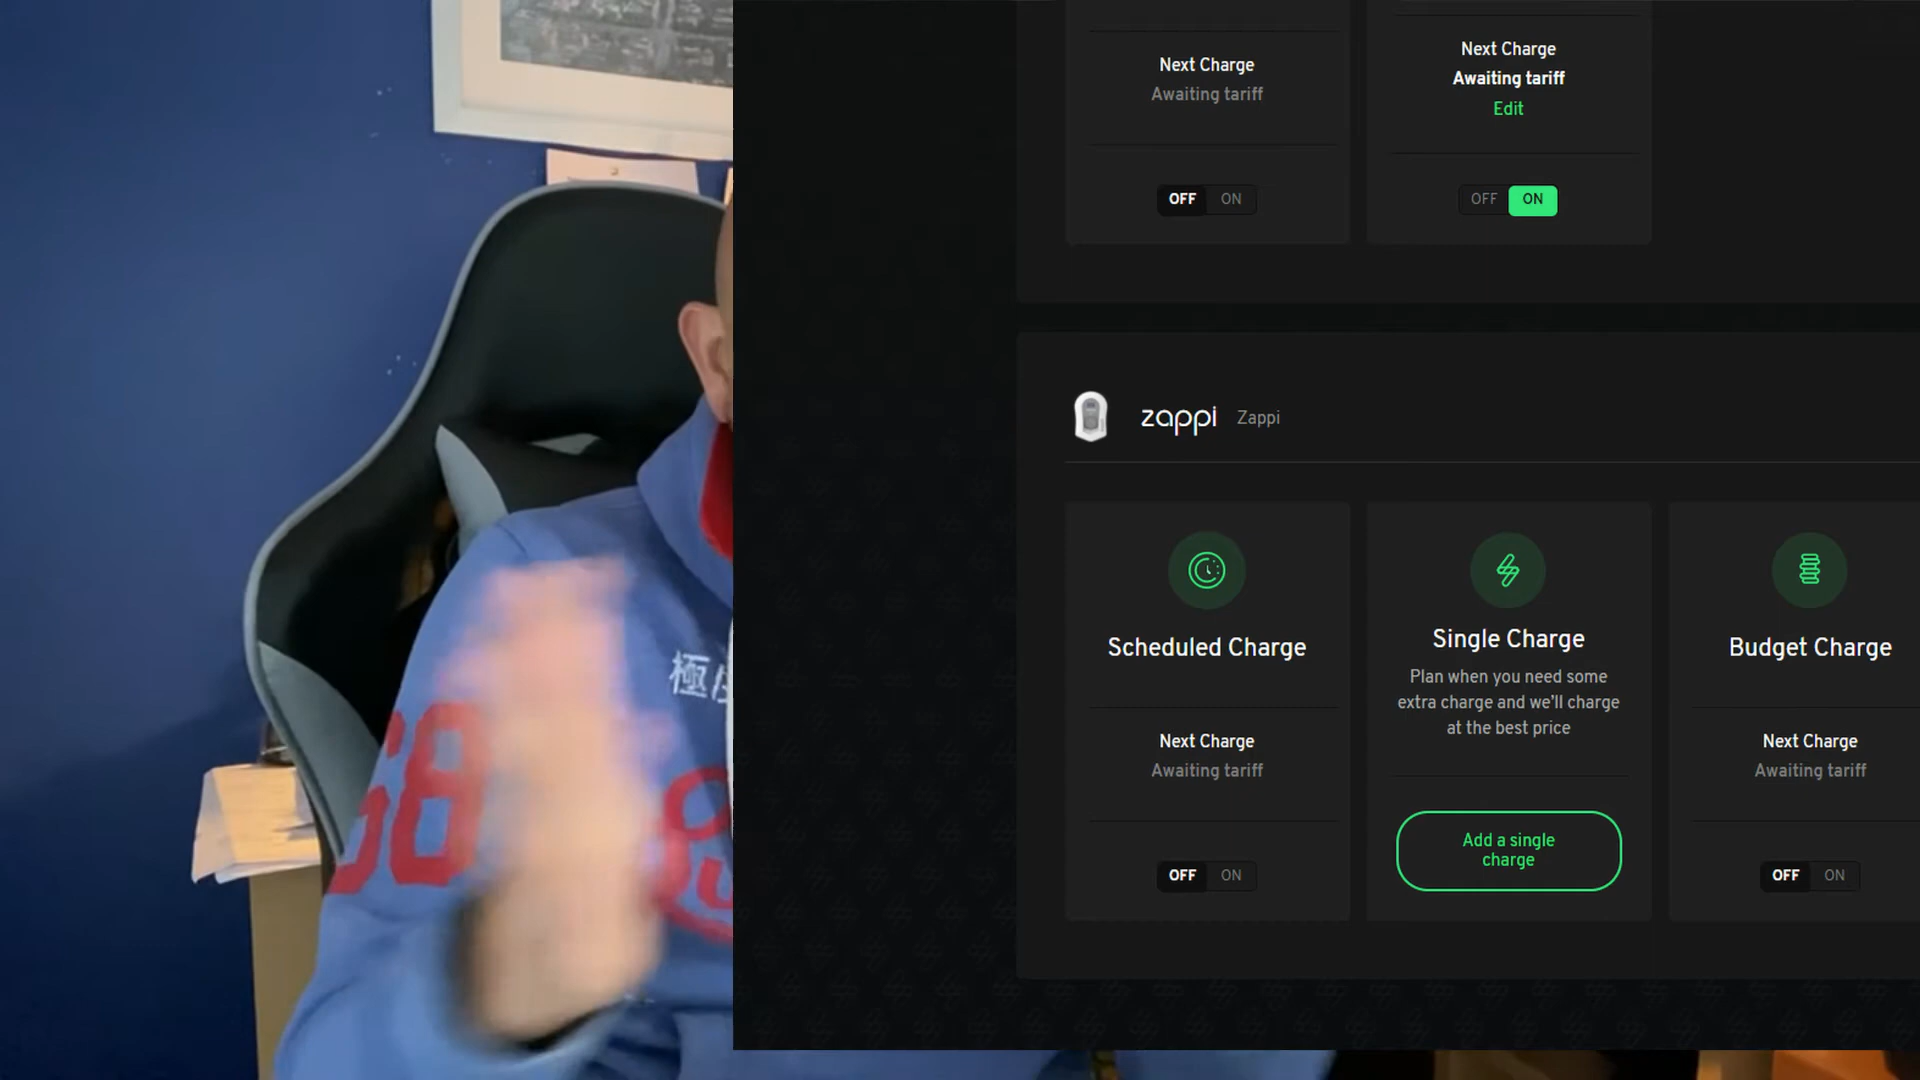 Next Charge
Awaiting tariff
OFF ON
Next Charge
Awaiting tariff
Edit
OFF ON
zappi Zappi
Scheduled Charge
Next Charge
Awaiting tariff
OFF ON
Single Charge
Plan when you need some
extra charge and we'll charge
at the best price
Add a single
charge
Budget Charge
Next Charge
Awaiting tariff
OFF ON
極
68